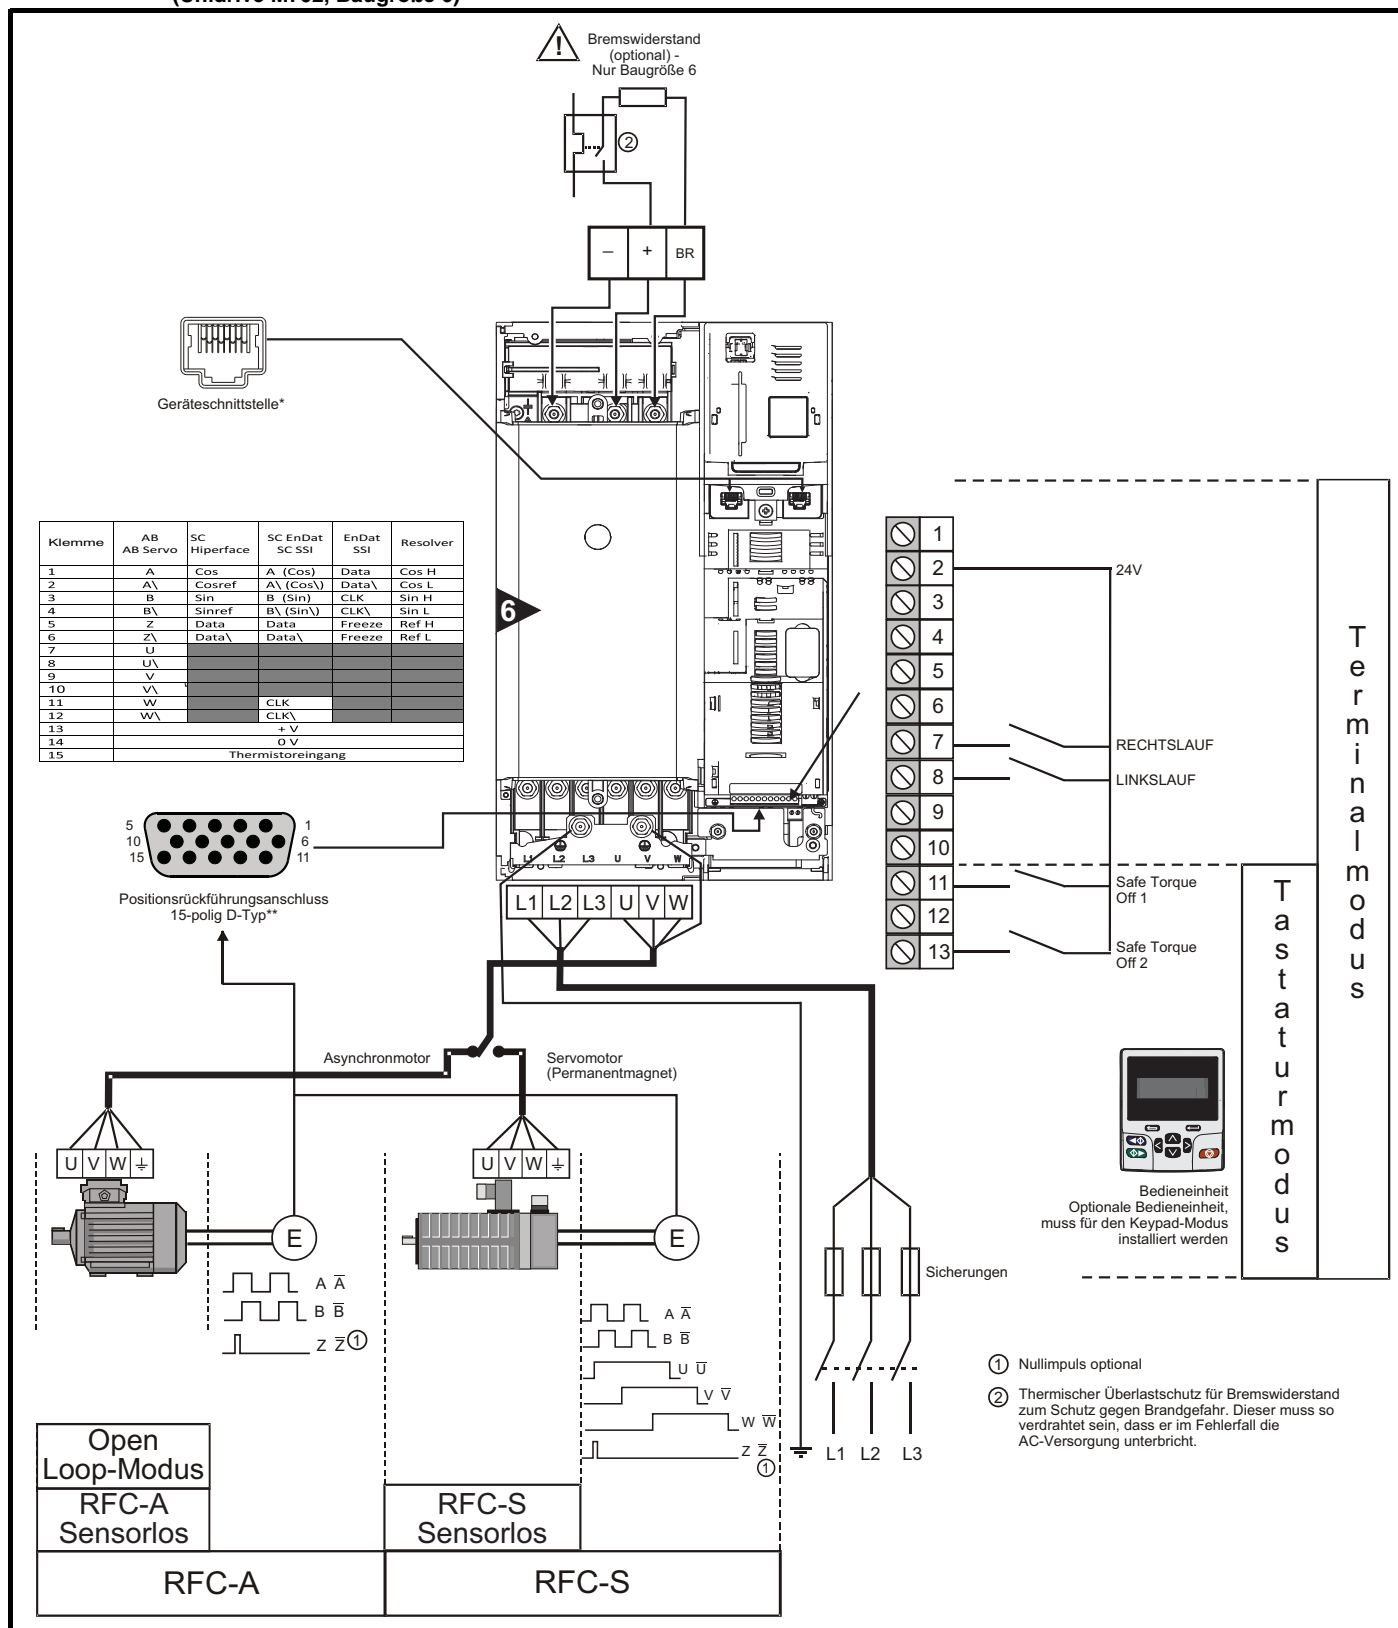 Bremswiderstand
(optional) -
Nur Baugröße 6
2
– + BR
Geräteschnittstelle*
Klemme AB AB Servo SC Hiperface SC EnDat SC SSI EnDat SSI Resolver
1 A Cos A (Cos) Data Cos H
2 A\ Cosref A\ (Cos\) Data\ Cos L
3 B Sin B (Sin) CLK Sin H
4 B\ Sinref B\ (Sin\) CLK\ Sin L
5 Z Data Data Freeze Ref H
6 Z\ Data\ Data\ Freeze Ref L
7 U
8 U\
9 V
10 V\
11 W CLK
12 W\ CLK\
13 + V
14 0 V
15 Thermistoreingang
6
1
2 24V
3
4
5
6
7 RECHTSLAUF
8 LINKSLAUF
9
10
11 Safe Torque
Off 1
12
13 Safe Torque
Off 2
Terminalmodus
Tastaturmodus
5 1
10 6
15 11
Positionsrückführungsanschluss
15-polig D-Typ**
L1 L2 L3 U V W
L1 L2 L3 U V W
Asynchronmotor
Servomotor
(Permanentmagnet)
U V W
U V W
E
E
A A̅
B B̅
Z Z̅ 1
A A̅
B B̅
U U̅
V V̅
W W̅
Z Z̅
1
Bedieneinheit
Optionale Bedieneinheit,
muss für den Keypad-Modus
installiert werden
Sicherungen
L1 L2 L3
1 Nullimpuls optional
2 Thermischer Überlastschutz für Bremswiderstand
zum Schutz gegen Brandgefahr. Dieser muss so
verdrahtet sein, dass er im Fehlerfall die
AC-Versorgung unterbricht.
Open
Loop-Modus
RFC-A
Sensorlos
RFC-S
Sensorlos
RFC-A
RFC-S